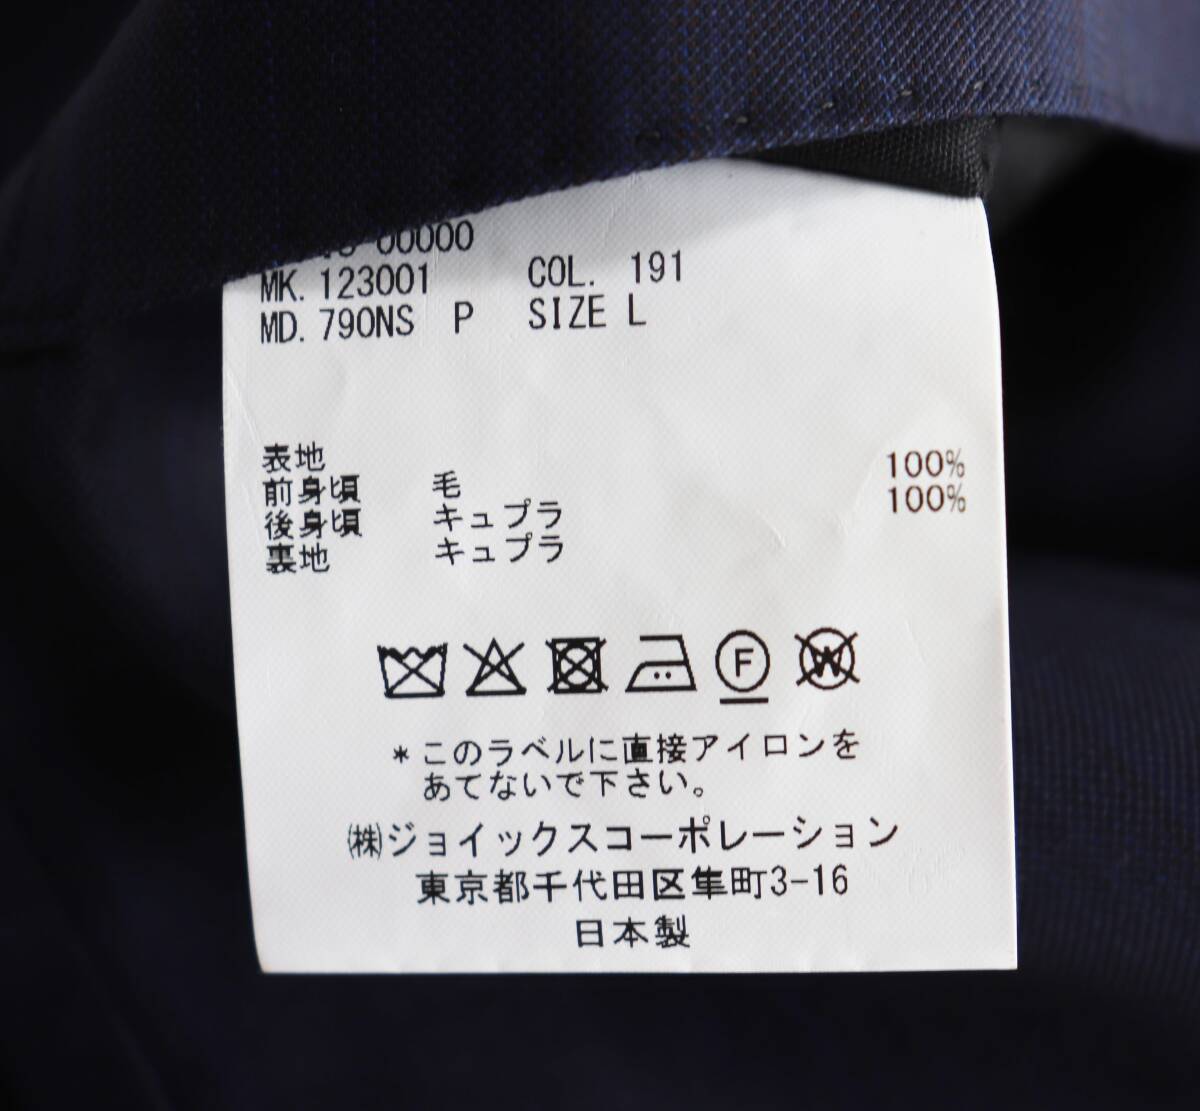 00000
MK. 123001 COL. 191
MD. 790NS P SIZE L
表地
前身頃 毛 100%
後身頃 キュプラ 100%
裏地 キュプラ
F
W
*このラベルに直接アイロンを
あてないで下さい。
㈱ジョイックスコーポレーション
東京都千代田区隼町3-16
日本製